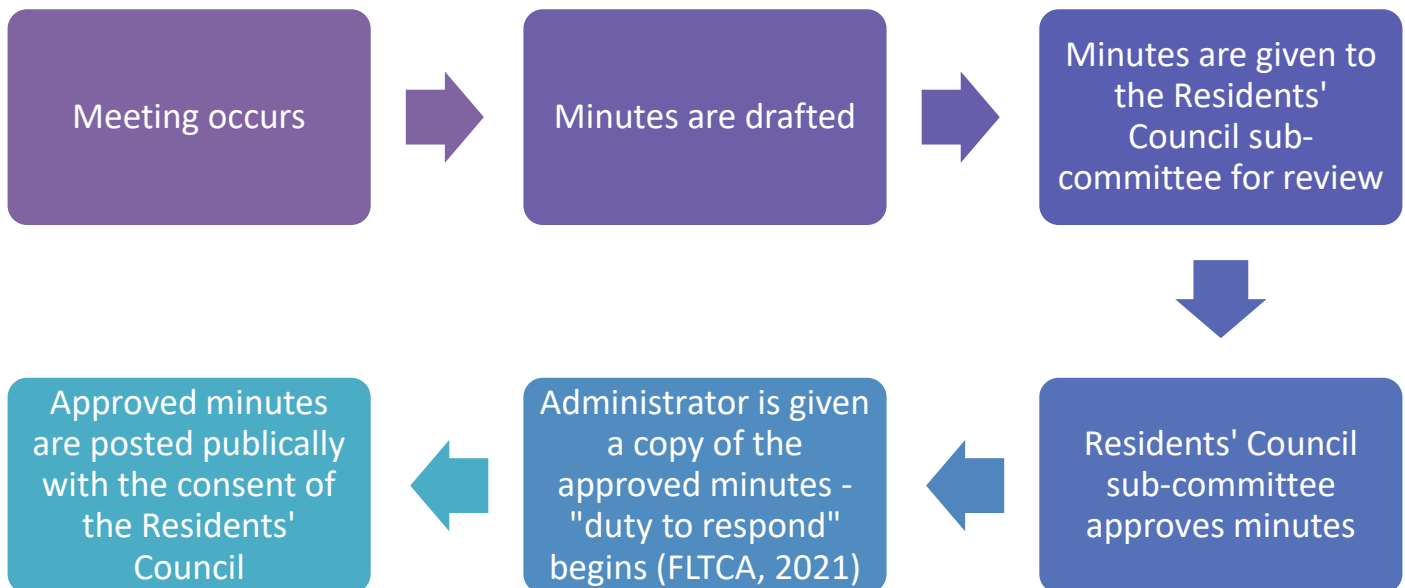 Meeting occurs
Minutes are drafted
Minutes are given to
the Residents'
Council sub-
committee for review
Residents' Council
sub-committee
approves minutes
Administrator is given
a copy of the
approved minutes -
"duty to respond"
begins (FLTCA, 2021)
Approved minutes
are posted publically
with the consent of
the Residents'
Council